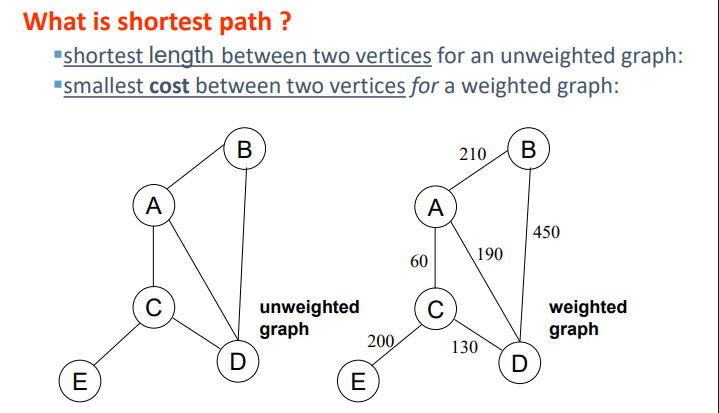 What is shortest path ?
▪shortest length between two vertices for an unweighted graph:
▪smallest cost between two vertices for a weighted graph:
B
A
C
unweighted
graph
D
E
210
B
A
450
190
60
C
weighted
graph
200
130
D
E